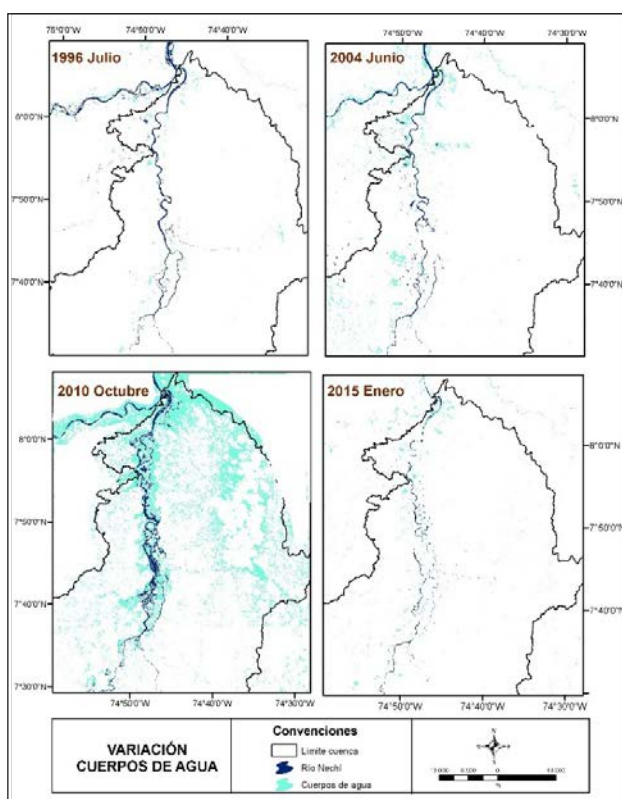 75°0'0"W 74°50'0"W 74°40'0"W
74°50'0"W 74°40'0"W 74°30'0"W
1996 Julio
2004 Junio
8°0'0"N
7°50'0"N
7°40'0"N
8°0'0"N
7°50'0"N
7°40'0"N
2010 Octubre
2015 Enero
8°0'0"N
7°50'0"N
7°40'0"N
7°30'0"N
8°0'0"N
7°50'0"N
7°40'0"N
74°50'0"W 74°40'0"W 74°30'0"W
74°50'0"W 74°40'0"W 74°30'0"W
VARIACIÓN
CUERPOS DE AGUA
Convenciones
Limite cuenca
Río Nechí
Cuerpos de agua
N